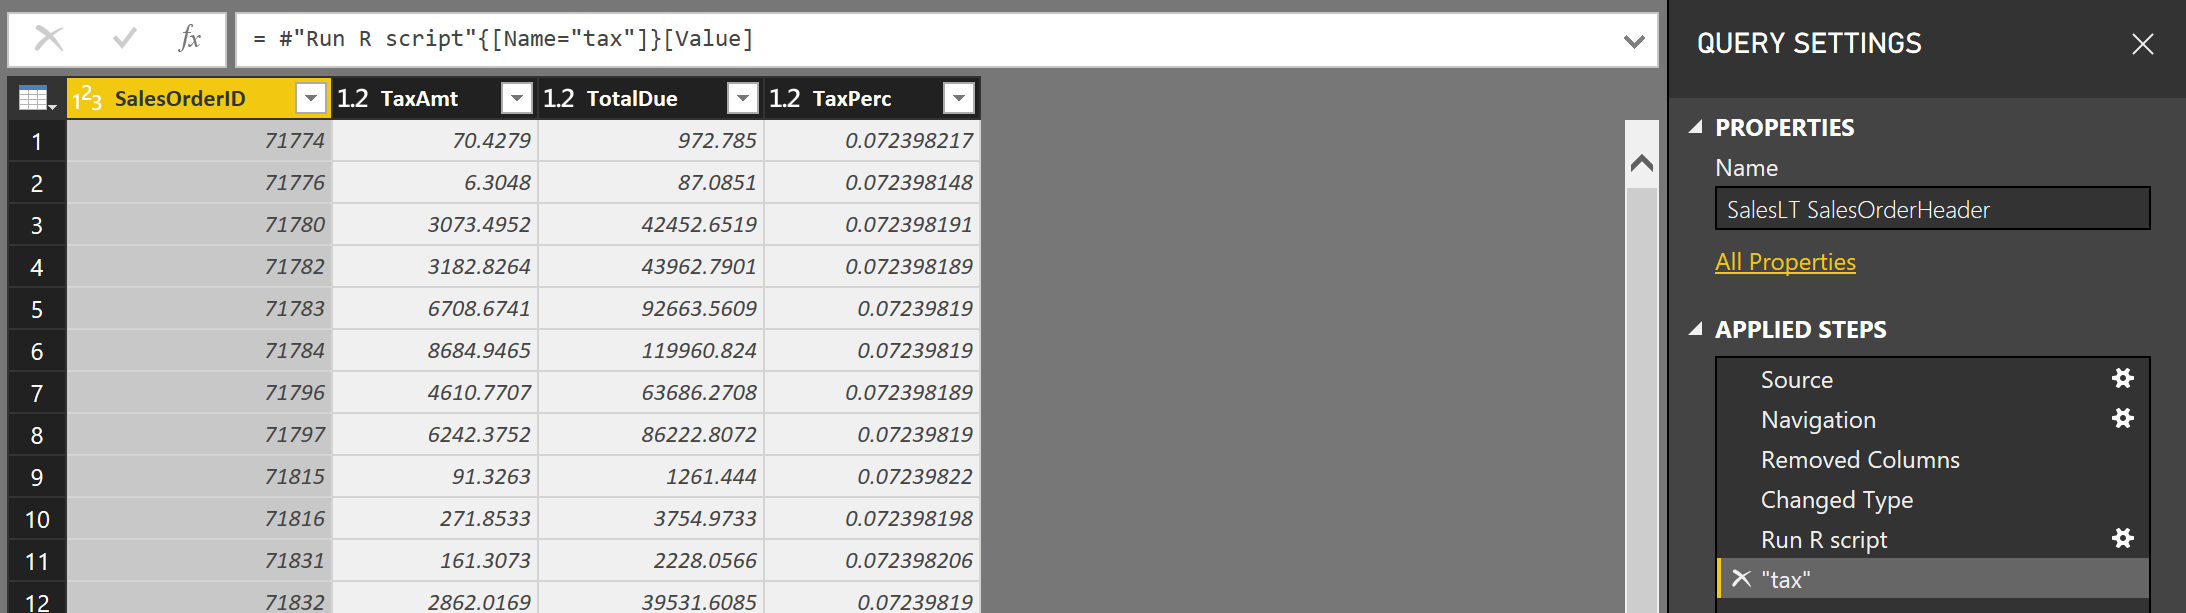 fx = #"Run R script"{[Name="tax"]}[Value]
123 SalesOrderID 1.2 TaxAmt 1.2 TotalDue 1.2 TaxPerc
1 71774 70.4279 972.785 0.072398217
2 71776 6.3048 87.0851 0.072398148
3 71780 3073.4952 42452.6519 0.072398191
4 71782 3182.8264 43962.7901 0.072398189
5 71783 6708.6741 92663.5609 0.07239819
6 71784 8684.9465 119960.824 0.07239819
7 71796 4610.7707 63686.2708 0.072398189
8 71797 6242.3752 86222.8072 0.07239819
9 71815 91.3263 1261.444 0.07239822
10 71816 271.8533 3754.9733 0.072398198
11 71831 161.3073 2228.0566 0.072398206
12 71832 2862.0169 39531.6085 0.07239819
QUERY SETTINGS
PROPERTIES
Name
SalesLT SalesOrderHeader
All Properties
APPLIED STEPS
Source
Navigation
Removed Columns
Changed Type
Run R script
"tax"